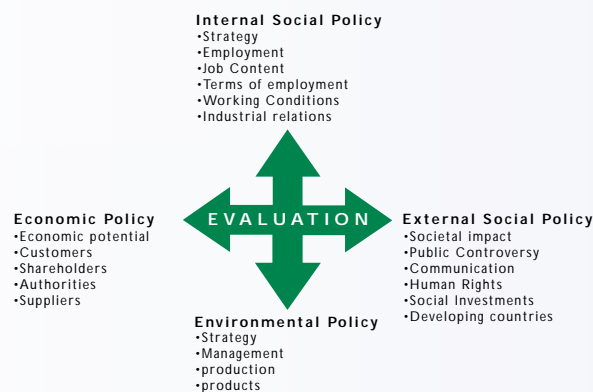 Internal Social Policy
•Strategy
•Employment
•Job Content
•Terms of employment
•Working Conditions
•Industrial relations
EVALUATION
Economic Policy
•Economic potential
•Customers
•Shareholders
•Authorities
•Suppliers
External Social Policy
•Societal impact
•Public Controversy
•Communication
•Human Rights
•Social Investments
•Developing countries
Environmental Policy
•Strategy
•Management
•production
•products